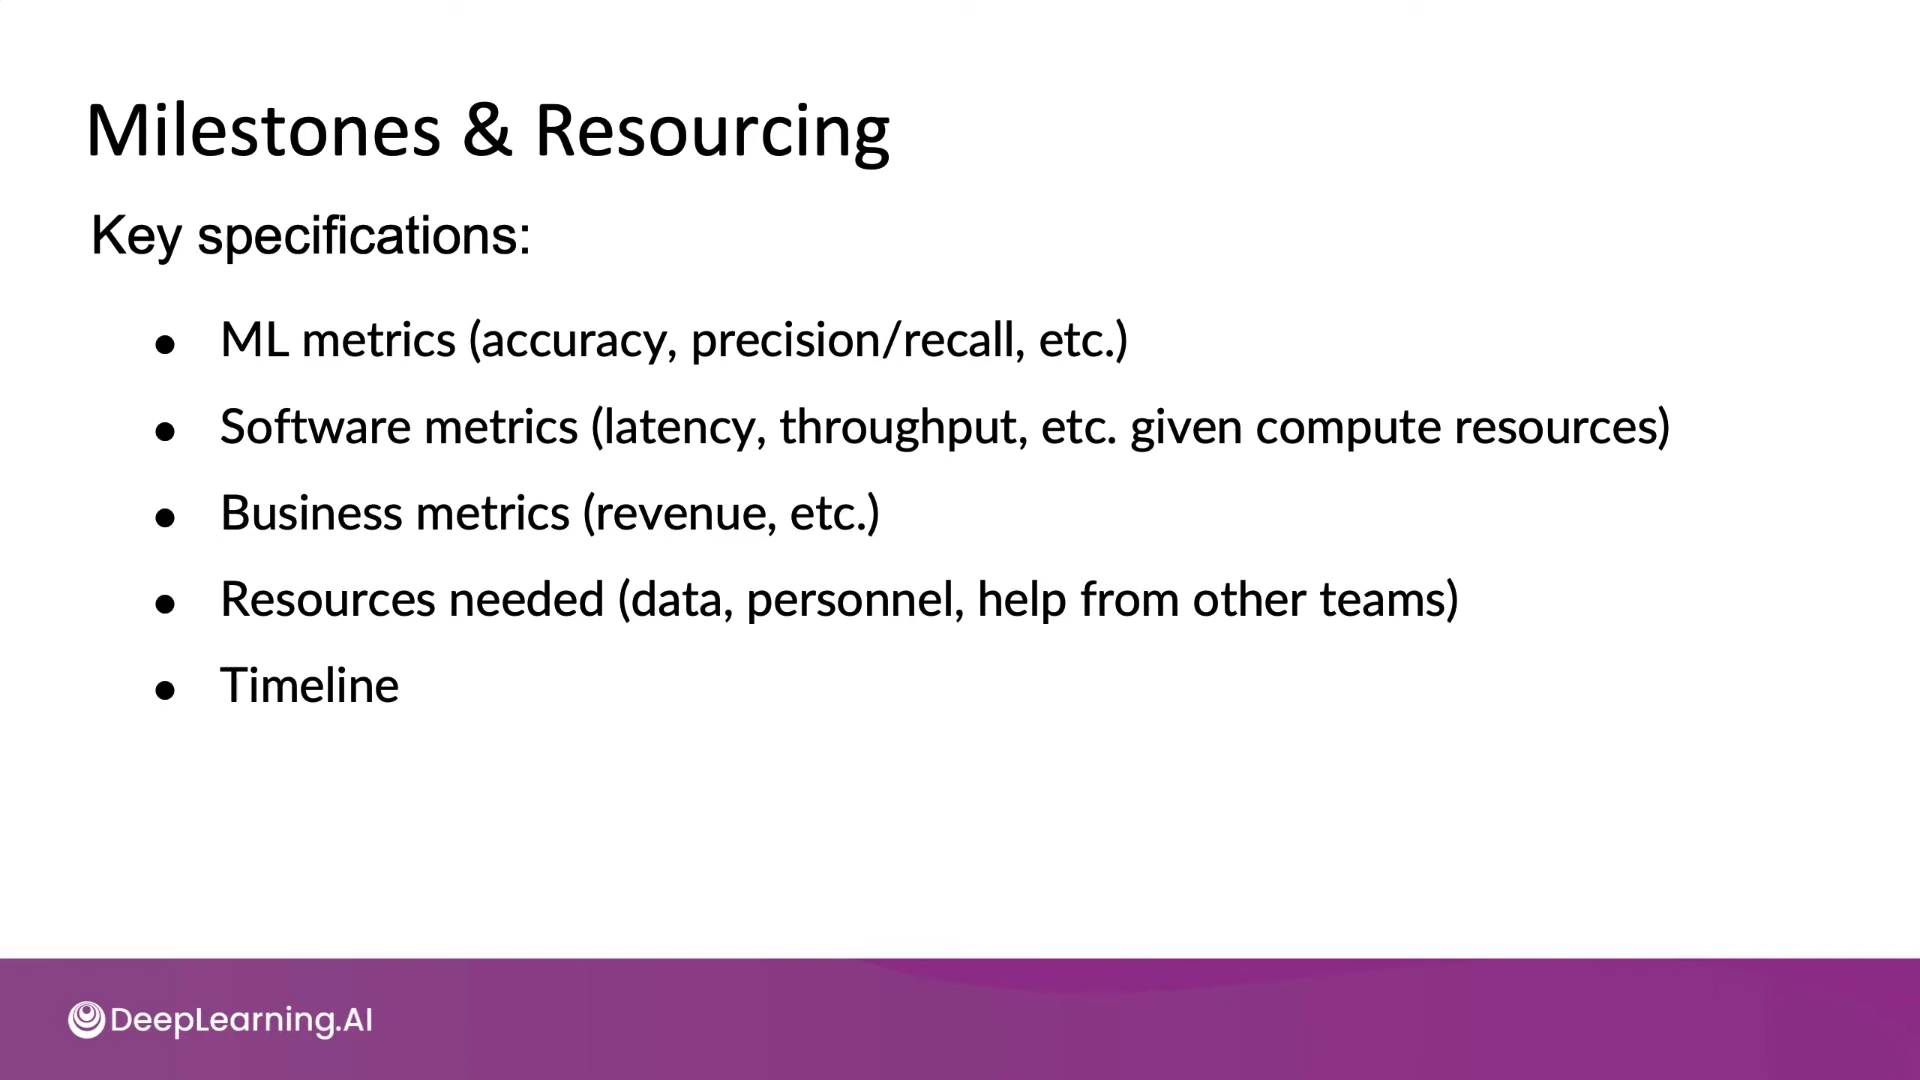 Milestones & Resourcing
Key specifications:
● ML metrics (accuracy, precision/recall, etc.)
● Software metrics (latency, throughput, etc. given compute resources)
● Business metrics (revenue, etc.)
● Resources needed (data, personnel, help from other teams)
● Timeline
DeepLearning.AI